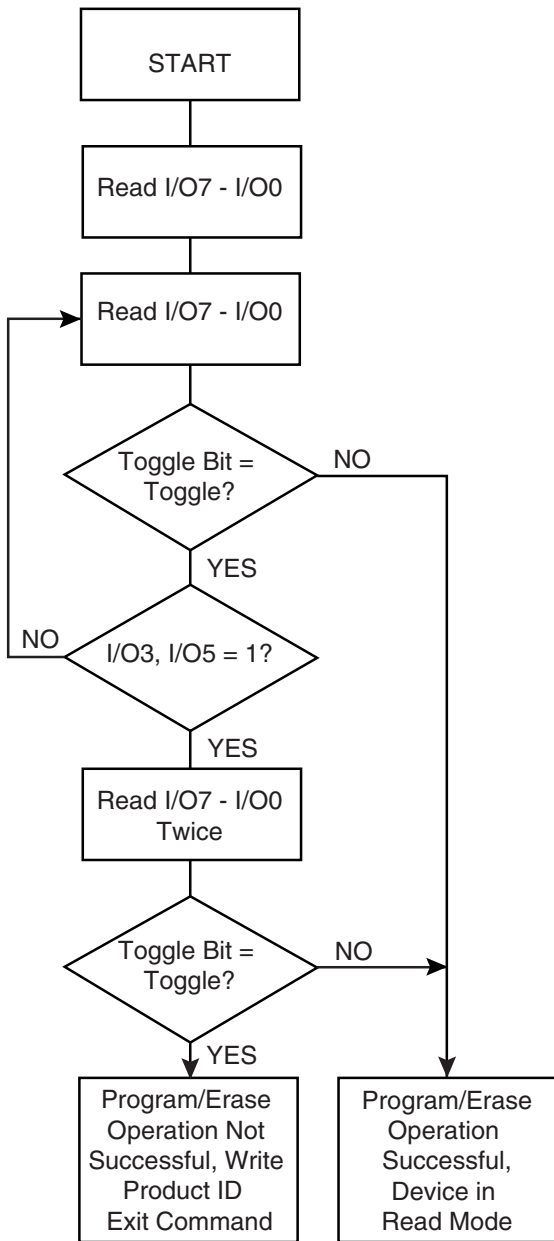 START
Read I/O7 - I/O0
Read I/O7 - I/O0
Toggle Bit =
Toggle?
NO
YES
NO
I/O3, I/O5 = 1?
YES
Read I/O7 - I/O0
Twice
Toggle Bit =
Toggle?
NO
YES
Program/Erase
Operation Not
Successful, Write
Product ID
Exit Command
Program/Erase
Operation
Successful,
Device in
Read Mode